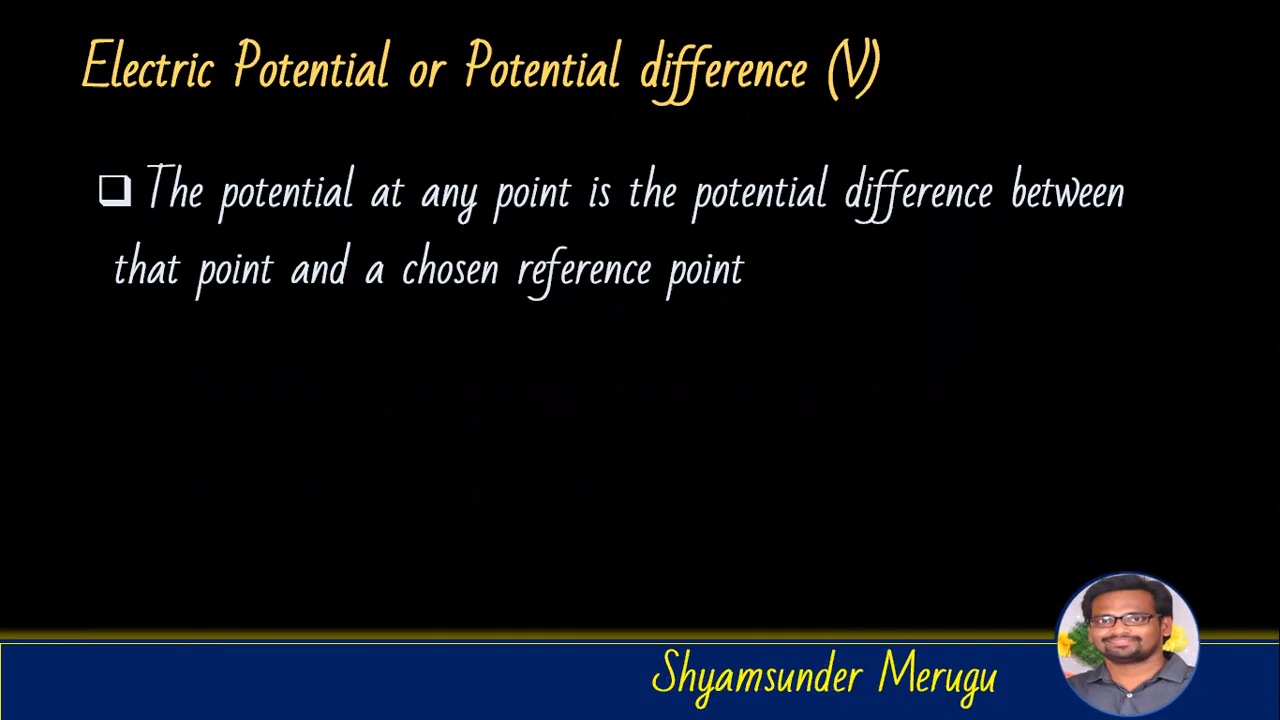 Electric Potential or Potential difference (V)
❑ The potential at any point is the potential difference between
that point and a chosen reference point
Shyamsunder Merugu